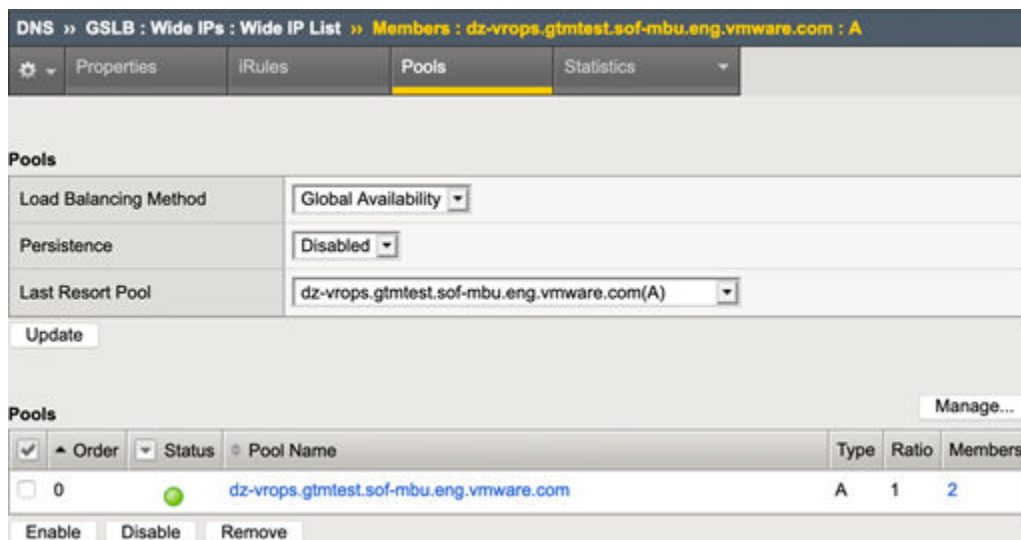 DNS » GSLB : Wide IPs : Wide IP List » Members : dz-vrops.gtmtest.sof-mbu.eng.vmware.com : A
Properties iRules Pools Statistics
Pools
Load Balancing Method Global Availability
Persistence Disabled
Last Resort Pool dz-vrops.gtmtest.sof-mbu.eng.vmware.com(A)
Update
Manage...
Pools
Order Status Pool Name Type Ratio Members
0 dz-vrops.gtmtest.sof-mbu.eng.vmware.com A 1 2
Enable Disable Remove